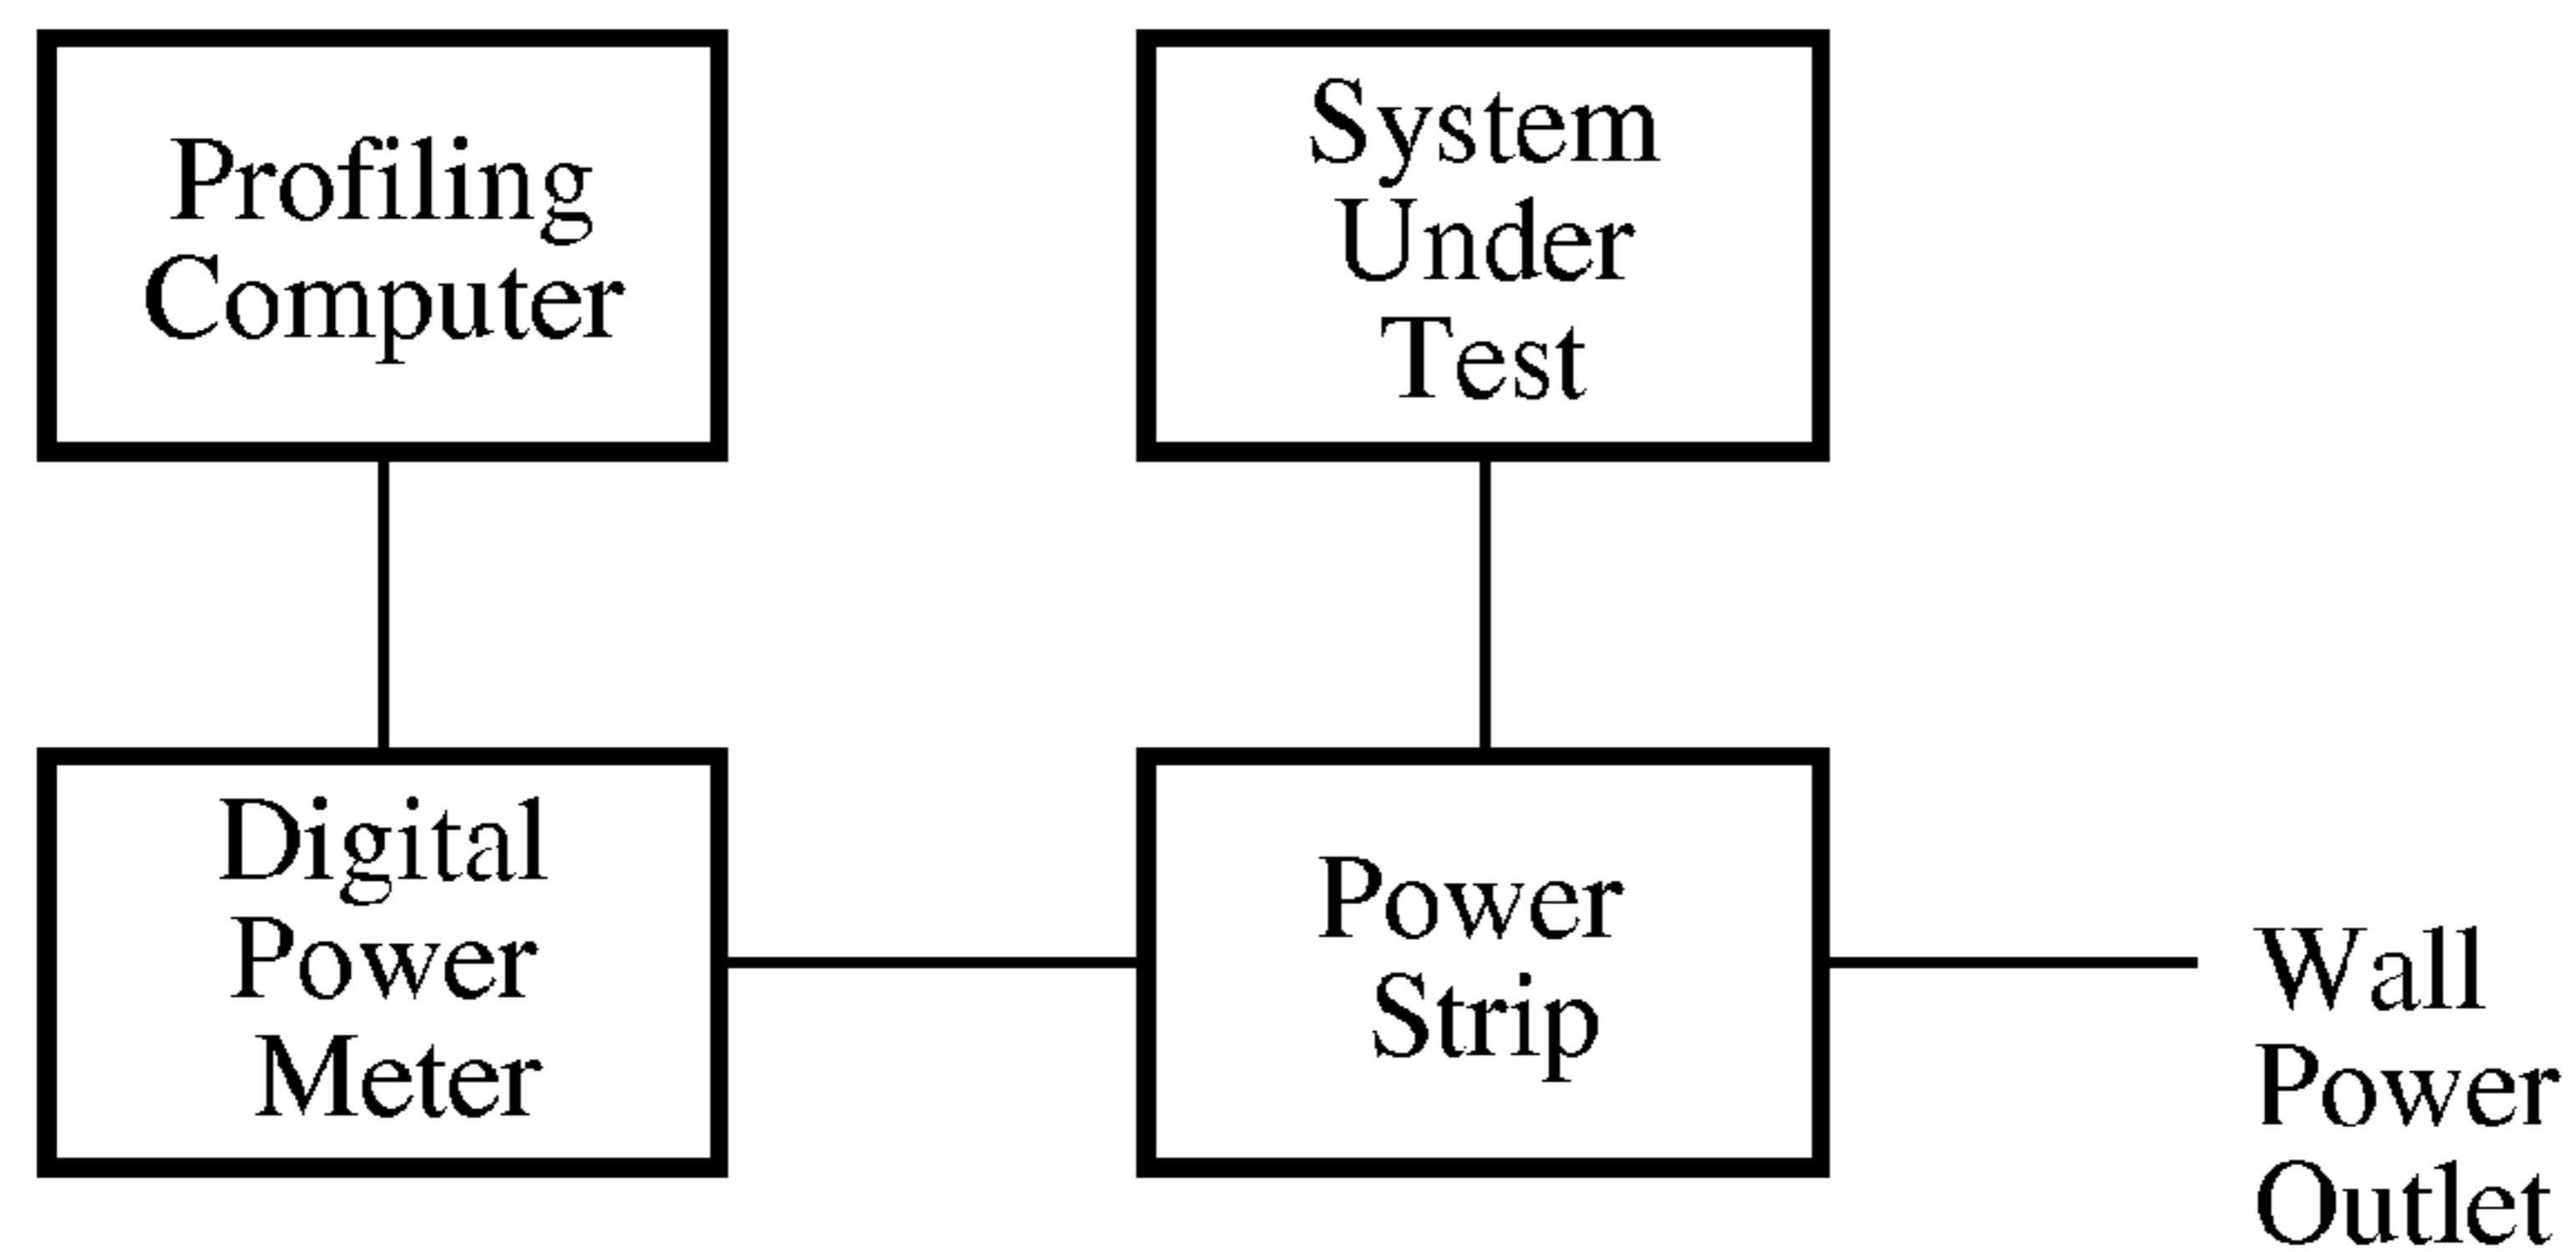 Profiling
Computer
System
Under
Test
Digital
Power
Meter
Power
Strip
Wall
Power
Outlet